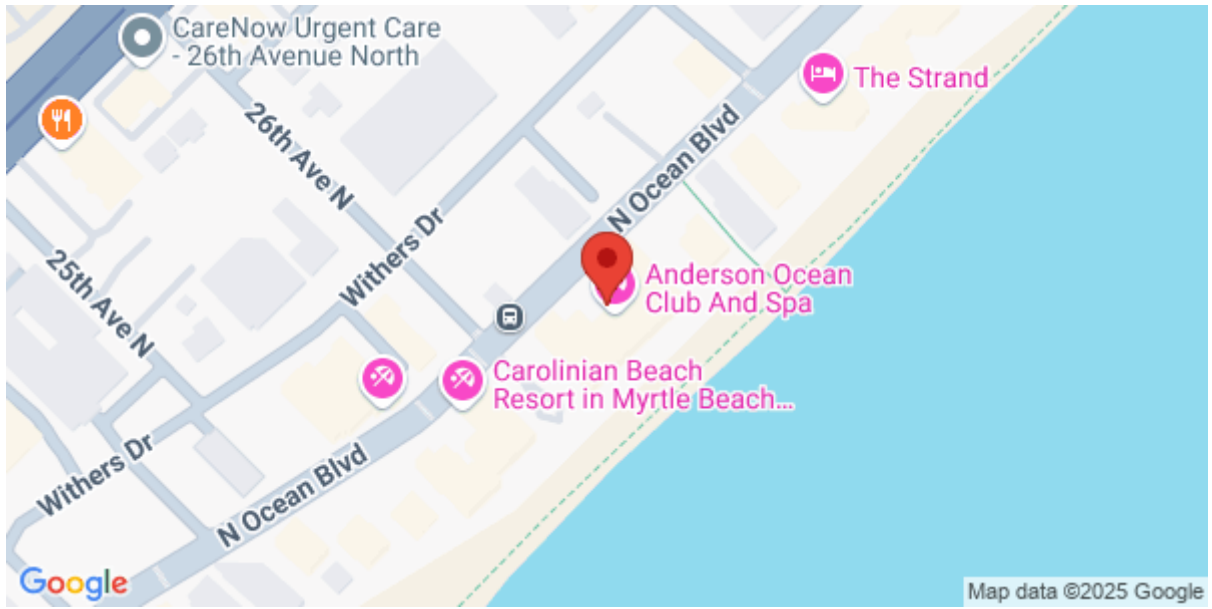 CareNow Urgent Care
- 26th Avenue North
The Strand
26th Ave N
N Ocean Blvd
Withers Dr
25th Ave N
Anderson Ocean
Club And Spa
Carolinian Beach
Resort in Myrtle Beach...
Withers Dr
N Ocean Blvd
Google
Map data ©2025 Google